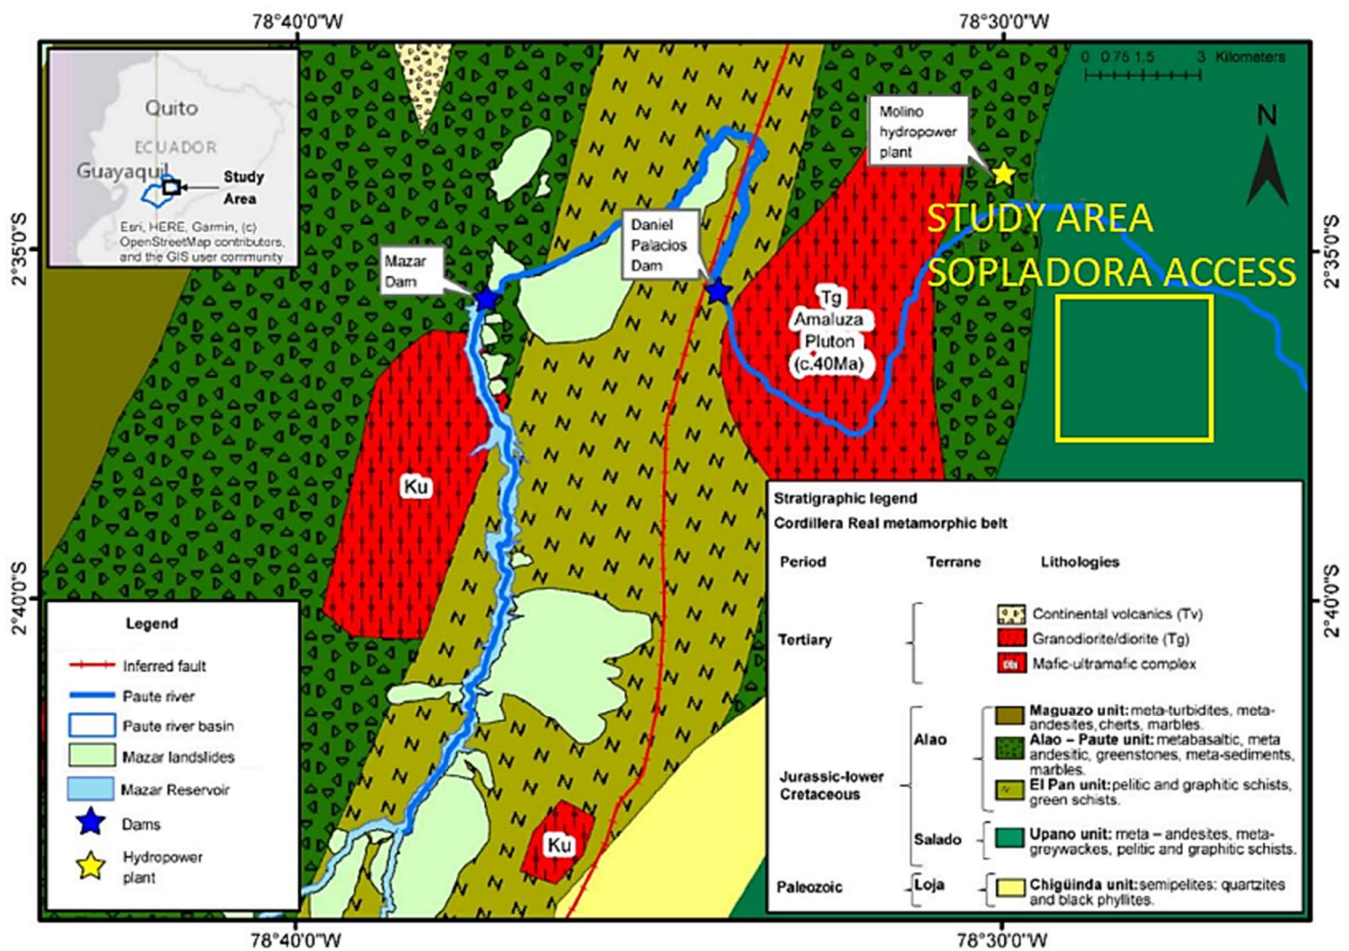 78°40'0"W
78°30'0"W
0 0.75 1.5 3 Kilometers
N
Quito
ECUADOR
Guayaquil
Study
Area
Esri, HERE, Garmin, (c)
OpenStreetMap contributors,
and the GIS user community
Molino
hydropower
plant
STUDY AREA
SOPLADORA ACCESS
Daniel
Palacios
Dam
Mazar
Dam
2°35'0"S
2°35'0"S
Tg
Amaluza
Pluton
(c.40Ma)
Ku
2°40'0"S
2°40'0"S
Ku
Legend
Inferred fault
Paute river
Paute river basin
Mazar landslides
Mazar Reservoir
Dams
Hydropower
plant
Stratigraphic legend
Cordillera Real metamorphic belt
Period Terrane Lithologies
Tertiary
Continental volcanics (Tv)
Granodiorite/diorite (Tg)
Mafic-ultramafic complex
Jurassic-lower
Cretaceous
Alao
Maguazo unit: meta-turbidites, meta-
andesites, cherts, marbles.
Alao – Paute unit: metabasaltic, meta
andesitic, greenstones, meta-sediments,
marbles.
El Pan unit: pelitic and graphitic schists,
green schists.
Salado
Upano unit: meta – andesites, meta-
greywackes, pelitic and graphitic schists.
Paleozoic
Loja
Chigüinda unit: semipelites: quartzites
and black phyllites.
78°40'0"W
78°30'0"W